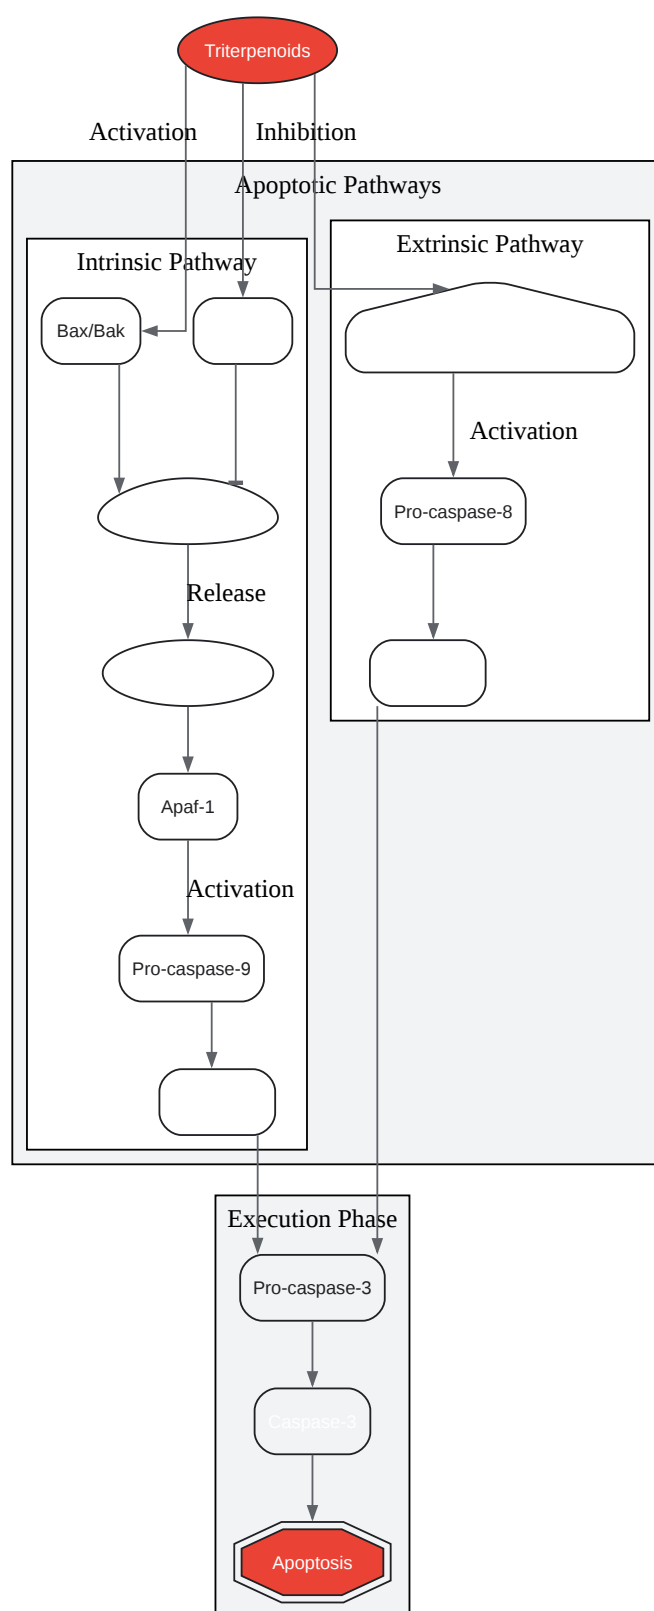 Triterpenoids
Activation
Inhibition
Apoptotic Pathways
Intrinsic Pathway
Extrinsic Pathway
Bax/Bak
Activation
Pro-caspase-8
Release
Apaf-1
Activation
Pro-caspase-9
Execution Phase
Pro-caspase-3
Caspase-3
Apoptosis